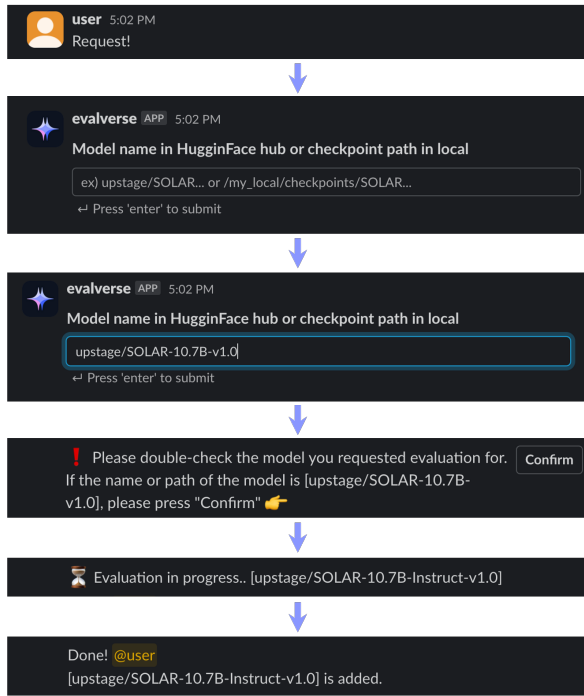 user 5:02 PM
Request!
evalverse APP 5:02 PM
Model name in HugginFace hub or checkpoint path in local
ex) upstage/SOLAR... or /my_local/checkpoints/SOLAR...
↵ Press 'enter' to submit
evalverse APP 5:02 PM
Model name in HugginFace hub or checkpoint path in local
upstage/SOLAR-10.7B-v1.0
↵ Press 'enter' to submit
❗ Please double-check the model you requested evaluation for. Confirm
If the name or path of the model is [upstage/SOLAR-10.7B-
v1.0], please press "Confirm" 👉
⏳ Evaluation in progress.. [upstage/SOLAR-10.7B-Instruct-v1.0]
Done! @user
[upstage/SOLAR-10.7B-Instruct-v1.0] is added.